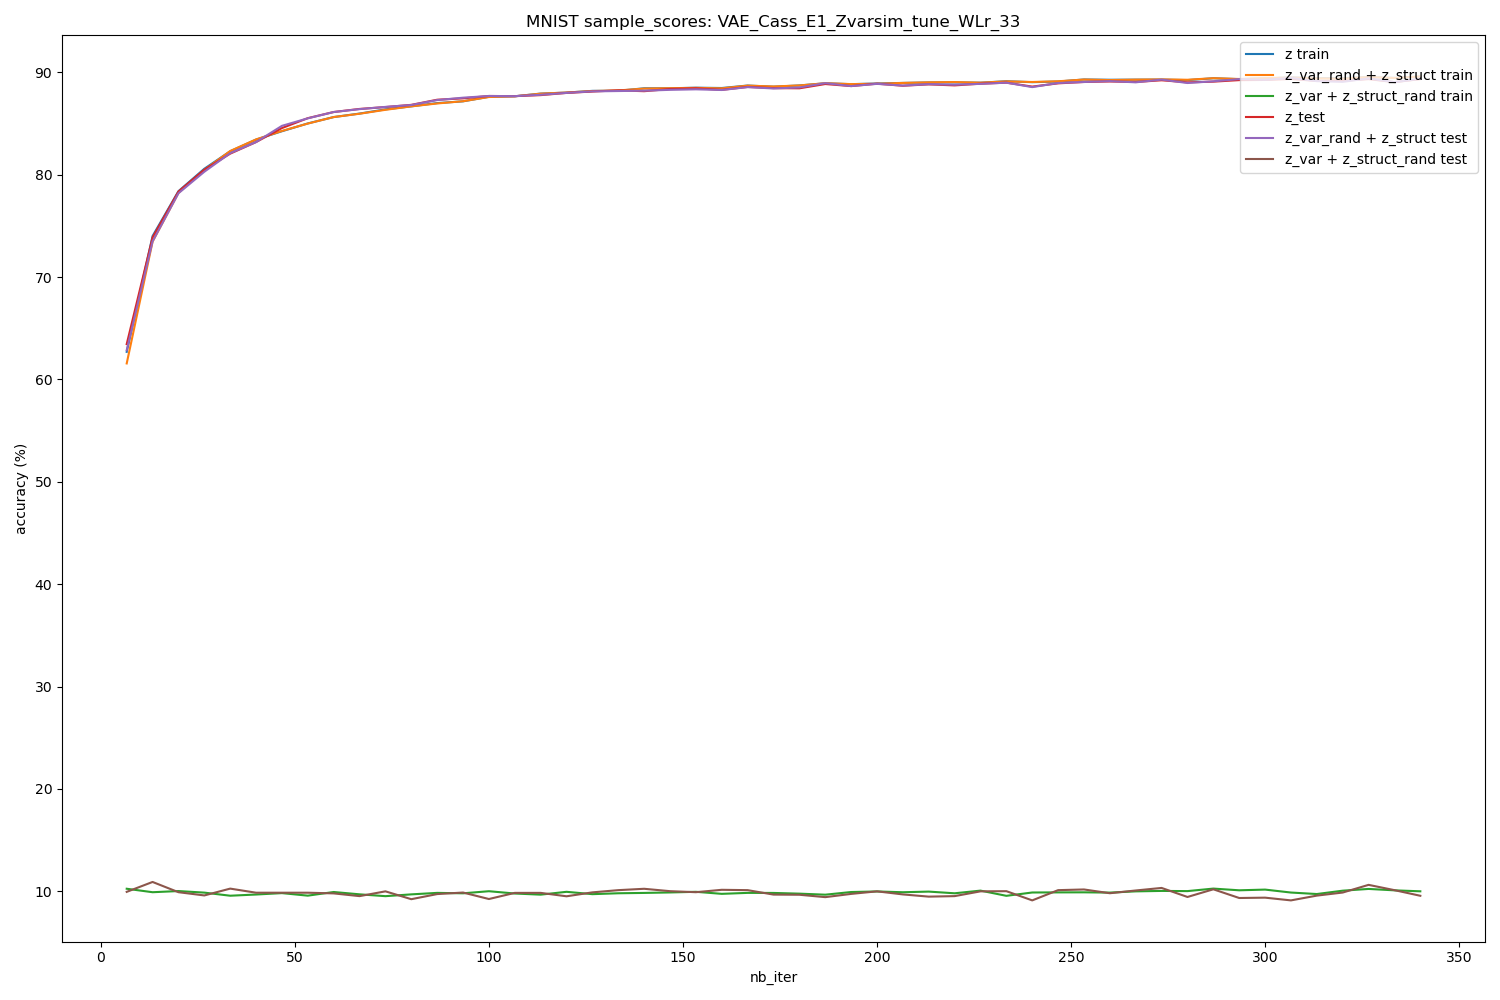 MNIST sample_scores: VAE_Cass_E1_Zvarsim_tune_WLr_33
z train
z_var_rand + z_struct train
z_var + z_struct_rand train
z_test
z_var_rand + z_struct test
z_var + z_struct_rand test
accuracy (%)
90
80
70
60
50
40
30
20
10
0
50
100
150
200
250
300
350
nb_iter